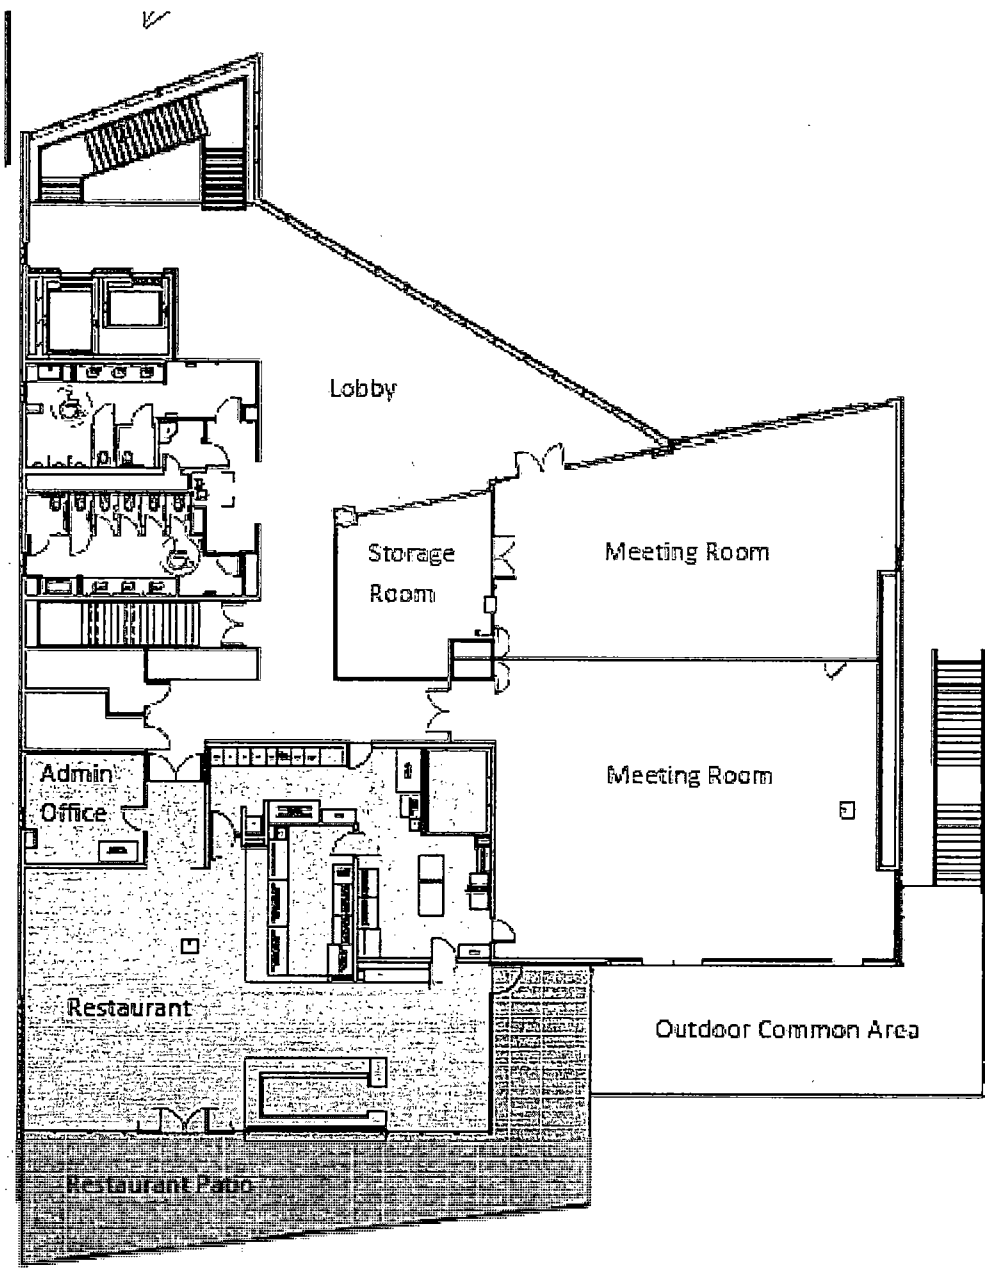 Lobby
Storage
Room
Meeting Room
Meeting Room
Admin
Office
Restaurant
Outdoor Common Area
Restaurant Patio